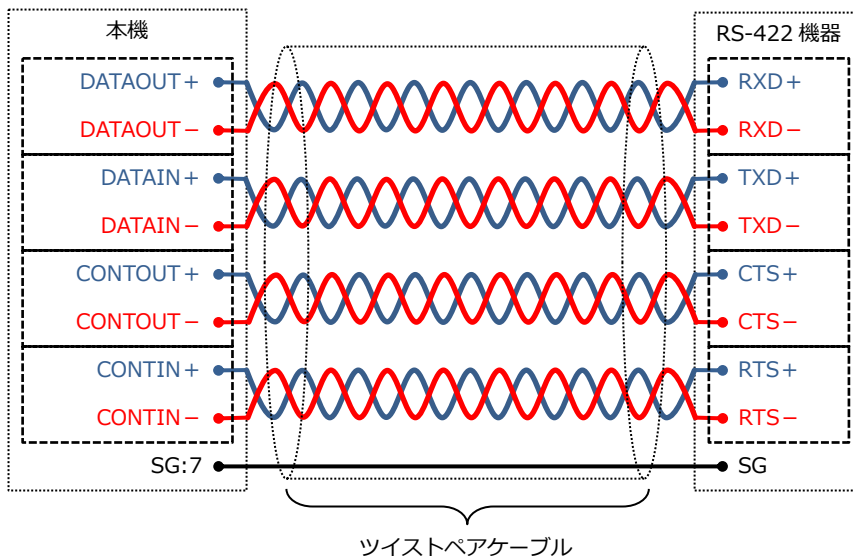 本機
RS-422 機器
DATAOUT+
RXD+
DATAOUT-
RXD-
DATAIN+
TXD+
DATAIN-
TXD-
CONTOUT+
CTS+
CONTOUT-
CTS-
CONTIN+
RTS+
CONTIN-
RTS-
SG:7
SG
ツイストペアケーブル